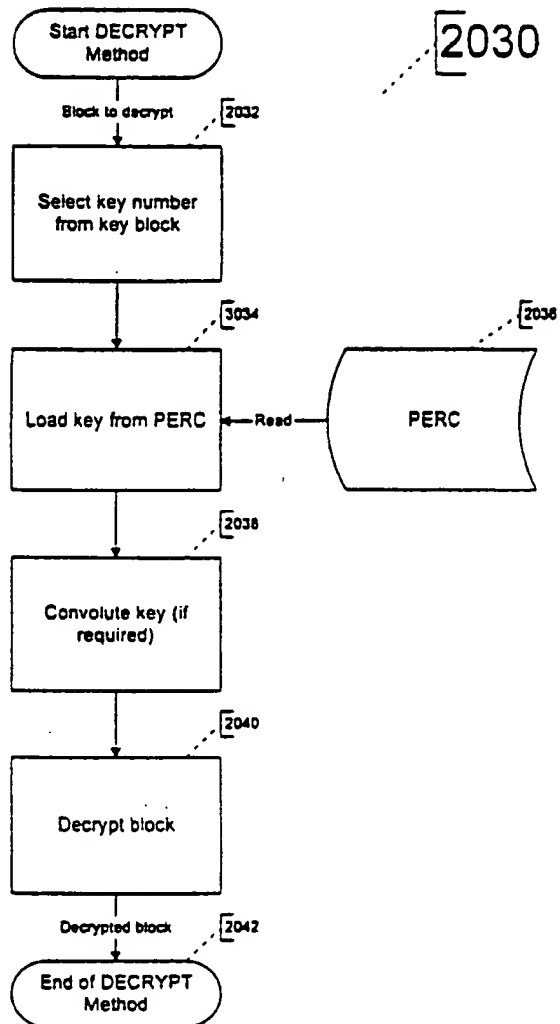 Start DECRYPT
Method
2030
Block to decrypt
2032
Select key number
from key block
3034
2036
Load key from PERC
Read
PERC
2038
Convolute key (if
required)
2040
Decrypt block
Decrypted block
2042
End of DECRYPT
Method